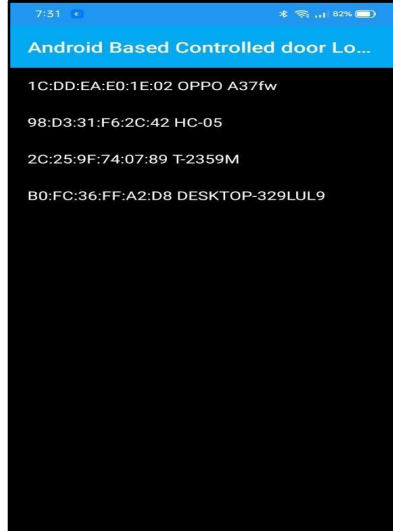 7:31
82%
Android Based Controlled door Lo...
1C:DD:EA:E0:1E:02 OPPO A37fw
98:D3:31:F6:2C:42 HC-05
2C:25:9F:74:07:89 T-2359M
B0:FC:36:FF:A2:D8 DESKTOP-329LUL9